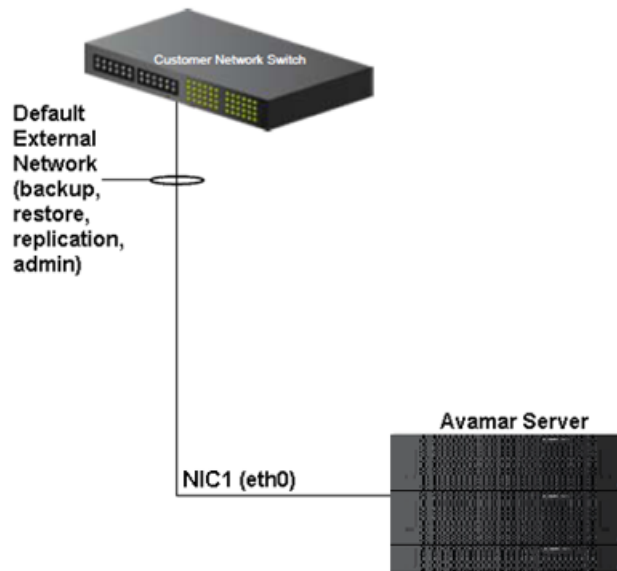 Customer Network Switch
Default
External
Network
(backup,
restore,
replication,
admin)
Avamar Server
NIC1 (eth0)